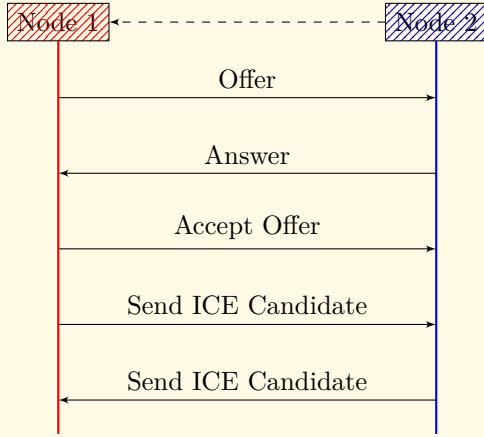 Node 1
Node 2
Offer
Answer
Accept Offer
Send ICE Candidate
Send ICE Candidate